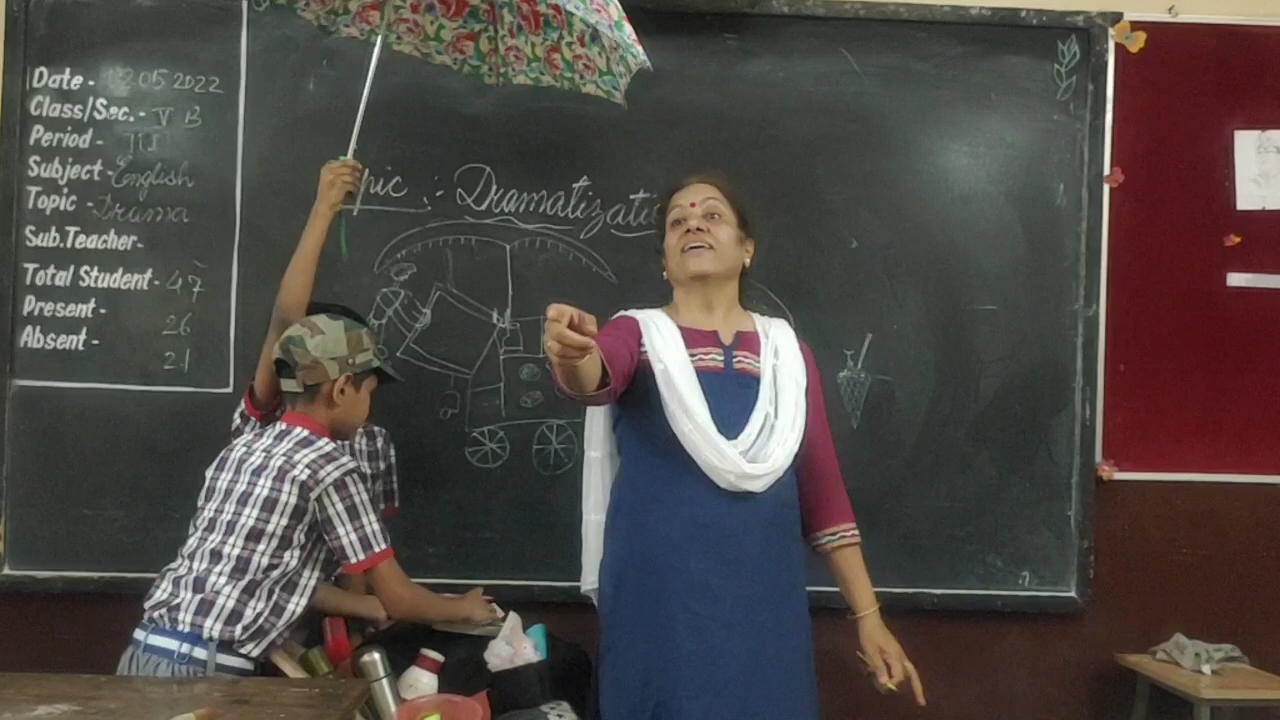 Date - 12 05 2022
Class/Sec. - V B
Period - III
Subject - English
Topic - Drama
Sub.Teacher-
Total Student- 47
Present - 26
Absent - 21
pic :- Dramatizati